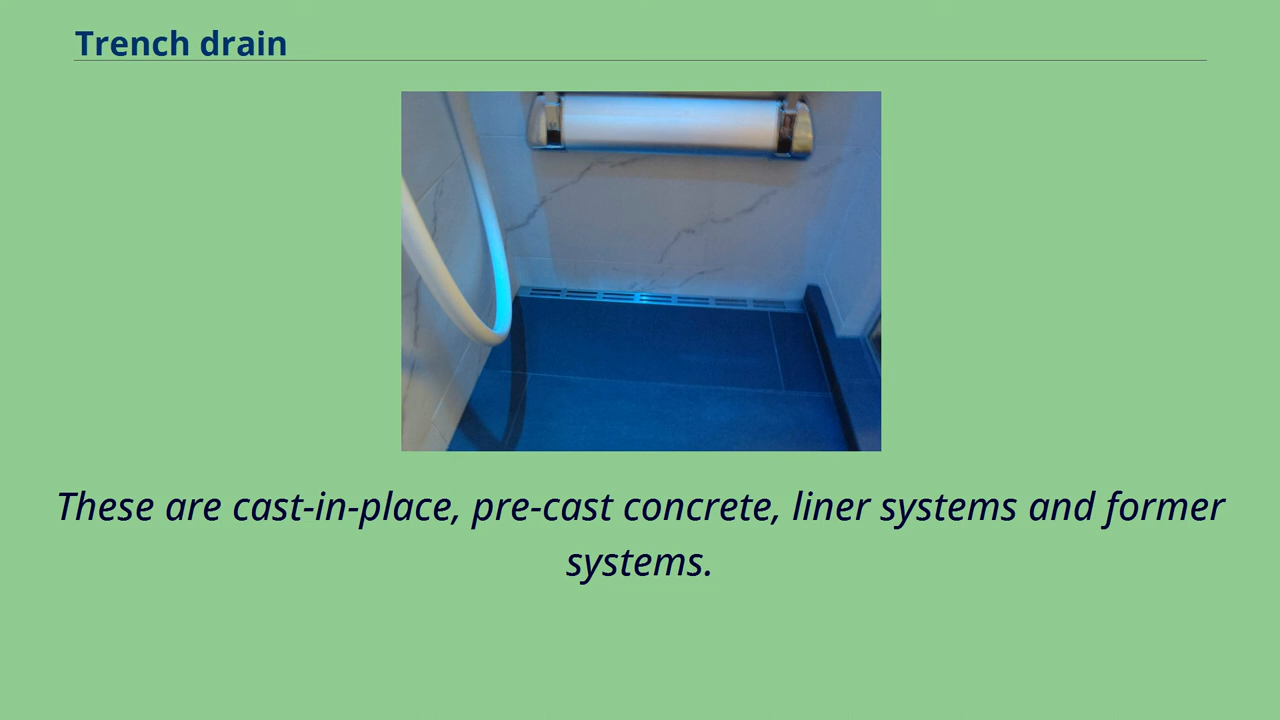 Trench drain
These are cast-in-place, pre-cast concrete, liner systems and former
systems.